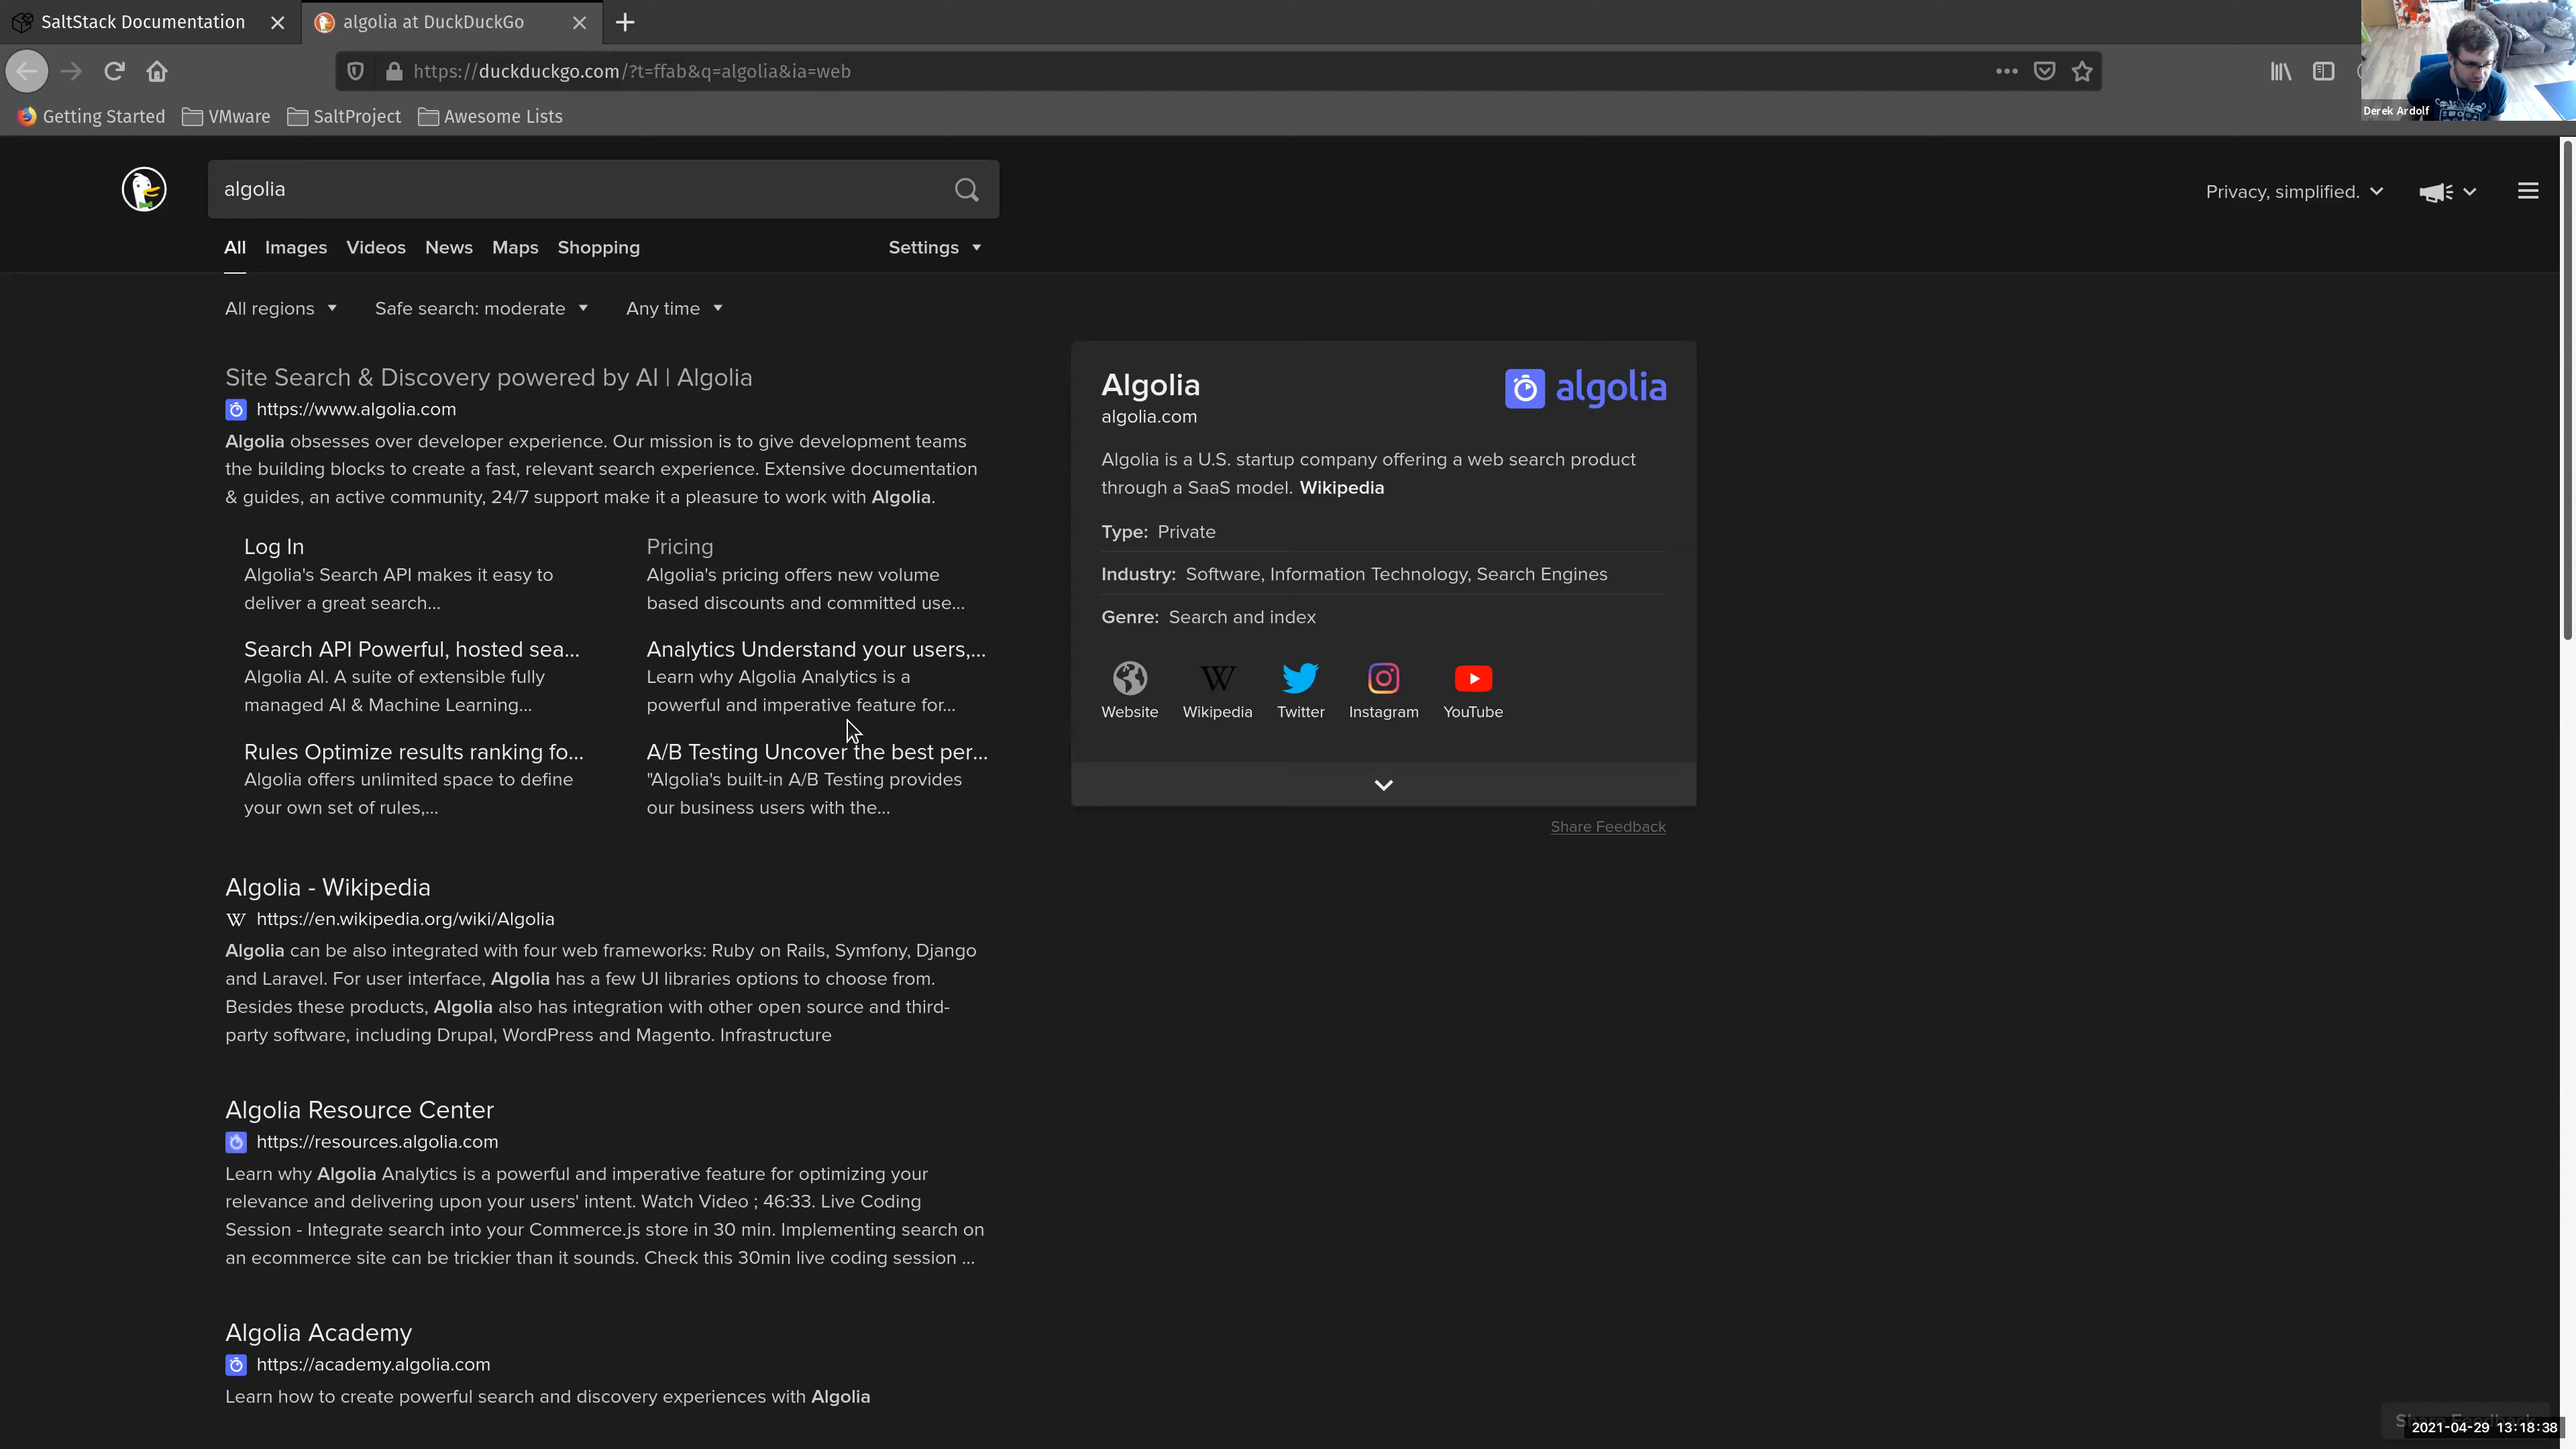 SaltStack Documentation
algolia at DuckDuckGo
https://duckduckgo.com/?t=ffab&q=algolia&ia=web
Getting Started
VMware
SaltProject
Awesome Lists
Derek Ardolf
algolia
Privacy, simplified.
All
Images
Videos
News
Maps
Shopping
Settings
All regions
Safe search: moderate
Any time
Site Search & Discovery powered by AI | Algolia
https://www.algolia.com
Algolia obsesses over developer experience. Our mission is to give development teams
the building blocks to create a fast, relevant search experience. Extensive documentation
& guides, an active community, 24/7 support make it a pleasure to work with Algolia.
Log In
Algolia's Search API makes it easy to
deliver a great search...
Pricing
Algolia's pricing offers new volume
based discounts and committed use...
Search API Powerful, hosted sea...
Algolia AI. A suite of extensible fully
managed AI & Machine Learning...
Analytics Understand your users,...
Learn why Algolia Analytics is a
powerful and imperative feature for...
Rules Optimize results ranking fo...
Algolia offers unlimited space to define
your own set of rules,...
A/B Testing Uncover the best per...
"Algolia's built-in A/B Testing provides
our business users with the...
Algolia - Wikipedia
W https://en.wikipedia.org/wiki/Algolia
Algolia can be also integrated with four web frameworks: Ruby on Rails, Symfony, Django
and Laravel. For user interface, Algolia has a few UI libraries options to choose from.
Besides these products, Algolia also has integration with other open source and third-
party software, including Drupal, WordPress and Magento. Infrastructure
Algolia Resource Center
https://resources.algolia.com
Learn why Algolia Analytics is a powerful and imperative feature for optimizing your
relevance and delivering upon your users' intent. Watch Video ; 46:33. Live Coding
Session - Integrate search into your Commerce.js store in 30 min. Implementing search on
an ecommerce site can be trickier than it sounds. Check this 30min live coding session ...
Algolia Academy
https://academy.algolia.com
Learn how to create powerful search and discovery experiences with Algolia
Algolia
algolia
algolia.com
Algolia is a U.S. startup company offering a web search product
through a SaaS model. Wikipedia
Type: Private
Industry: Software, Information Technology, Search Engines
Genre: Search and index
W
Website
Wikipedia
Twitter
Instagram
YouTube
Share Feedback
2021-04-29 13:18:38